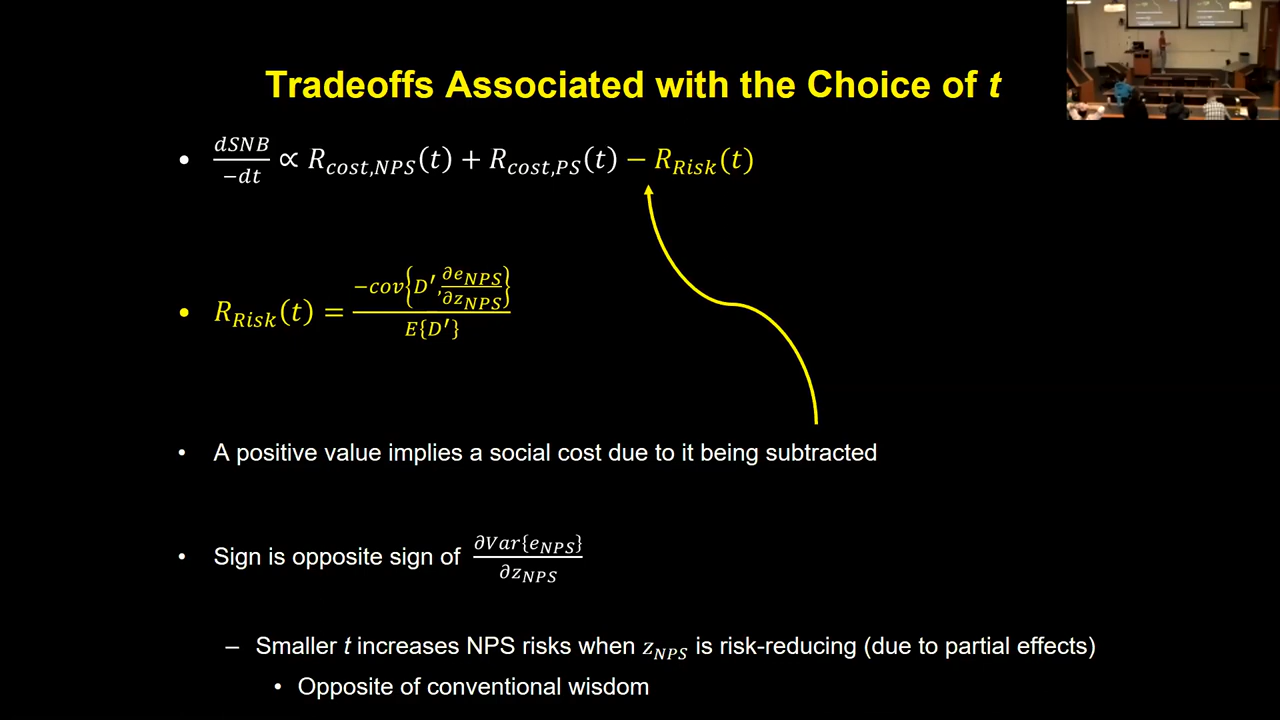 Tradeoffs Associated with the Choice of t
• dSNB/-dt ∝ R_cost,NPS(t) + R_cost,PS(t) − R_Risk(t)
• R_Risk(t) = −cov{D′,∂e_NPS/∂z_NPS}/E{D′}
• A positive value implies a social cost due to it being subtracted
• Sign is opposite sign of ∂Var{e_NPS}/∂z_NPS
– Smaller t increases NPS risks when z_NPS is risk-reducing (due to partial effects)
• Opposite of conventional wisdom